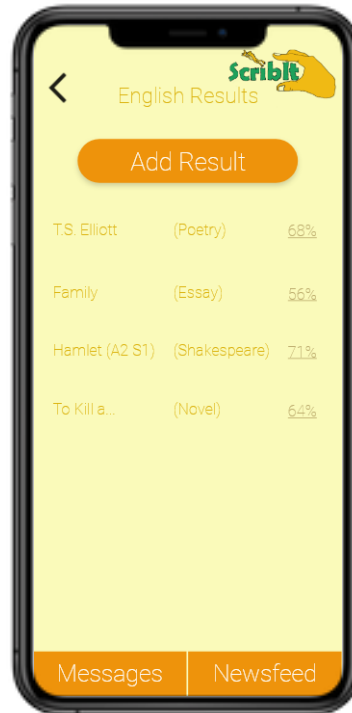 ScribIt
English Results
Add Result
T.S. Elliott (Poetry) 68%
Family (Essay) 56%
Hamlet (A2 S1) (Shakespeare) 71%
To Kill a... (Novel) 64%
Messages Newsfeed